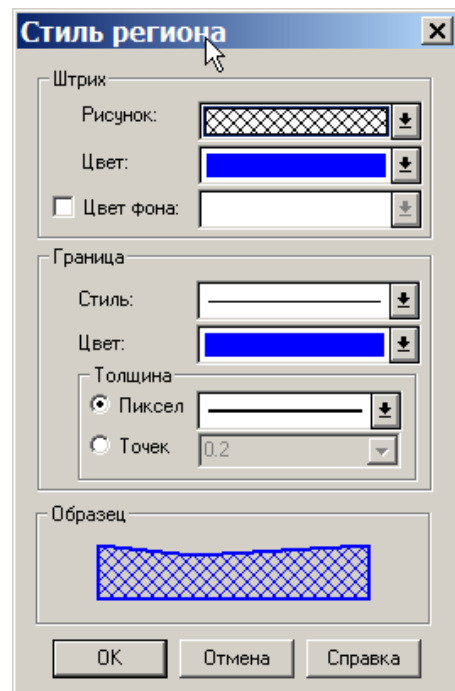 Стиль региона
Штрих
Рисунок:
Цвет:
Цвет фона:
Граница
Стиль:
Цвет:
Толщина
Пиксел
Точек 0.2
Образец
OK Отмена Справка